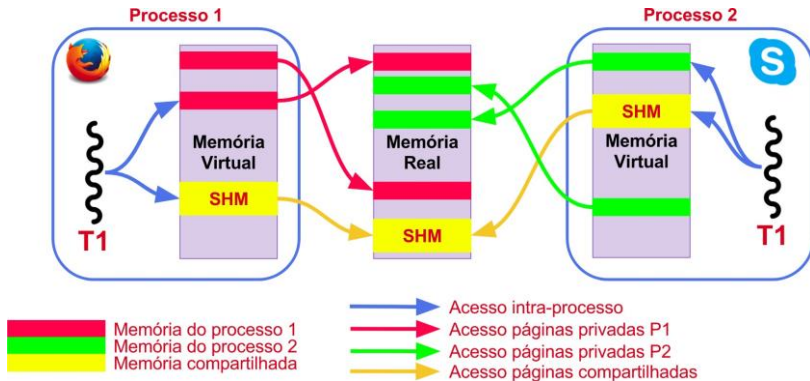 Processo 1
Processo 2
S
Memória
Virtual
Memória
Real
Memória
Virtual
SHM
SHM
SHM
T1
T1
Memória do processo 1
Memória do processo 2
Memória compartilhada
Acesso intra-processo
Acesso páginas privadas P1
Acesso páginas privadas P2
Acesso páginas compartilhadas